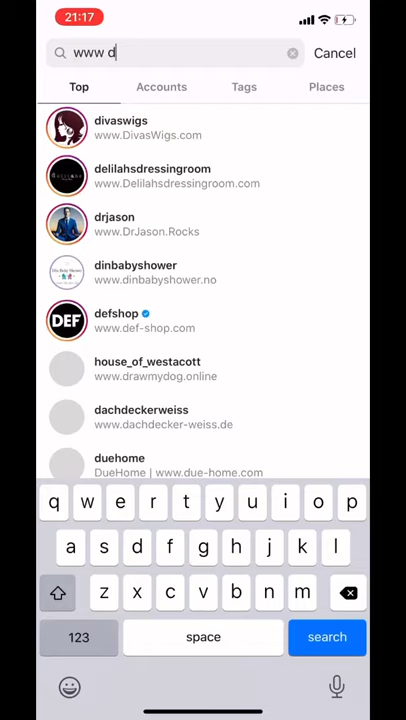 21:17
www d
Cancel
Top Accounts Tags Places
divaswigs
www.DivasWigs.com
delilahsdressingroom
www.Delilahsdressingroom.com
drjason
www.DrJason.Rocks
dinbabyshower
www.dinbabyshower.no
DEF
defshop
www.def-shop.com
house_of_westacott
www.drawmydog.online
dachdeckerweiss
www.dachdecker-weiss.de
duehome
DueHome | www.due-home.com
q w e r t y u i o p
a s d f g h j k l
z x c v b n m
123 space search